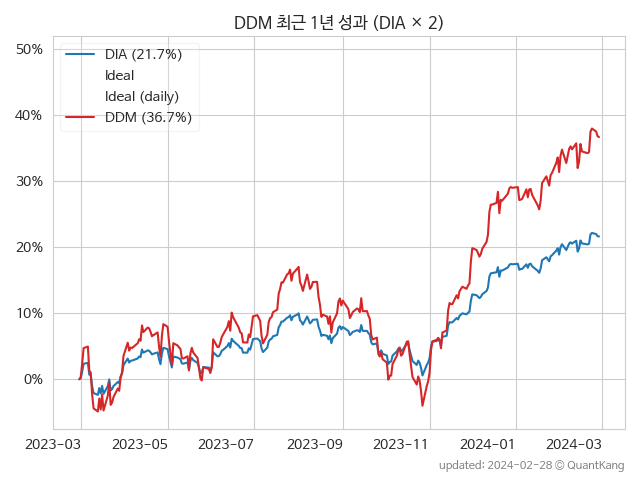 DDM 최근 1년 성과 (DIA × 2)
50%
40%
30%
20%
10%
0%
DIA (21.7%)
Ideal
Ideal (daily)
DDM (36.7%)
2023−03
2023−05
2023−07
2023−09
2023−11
2024−01
2024−03
updated: 2024-02-28 © QuantKang